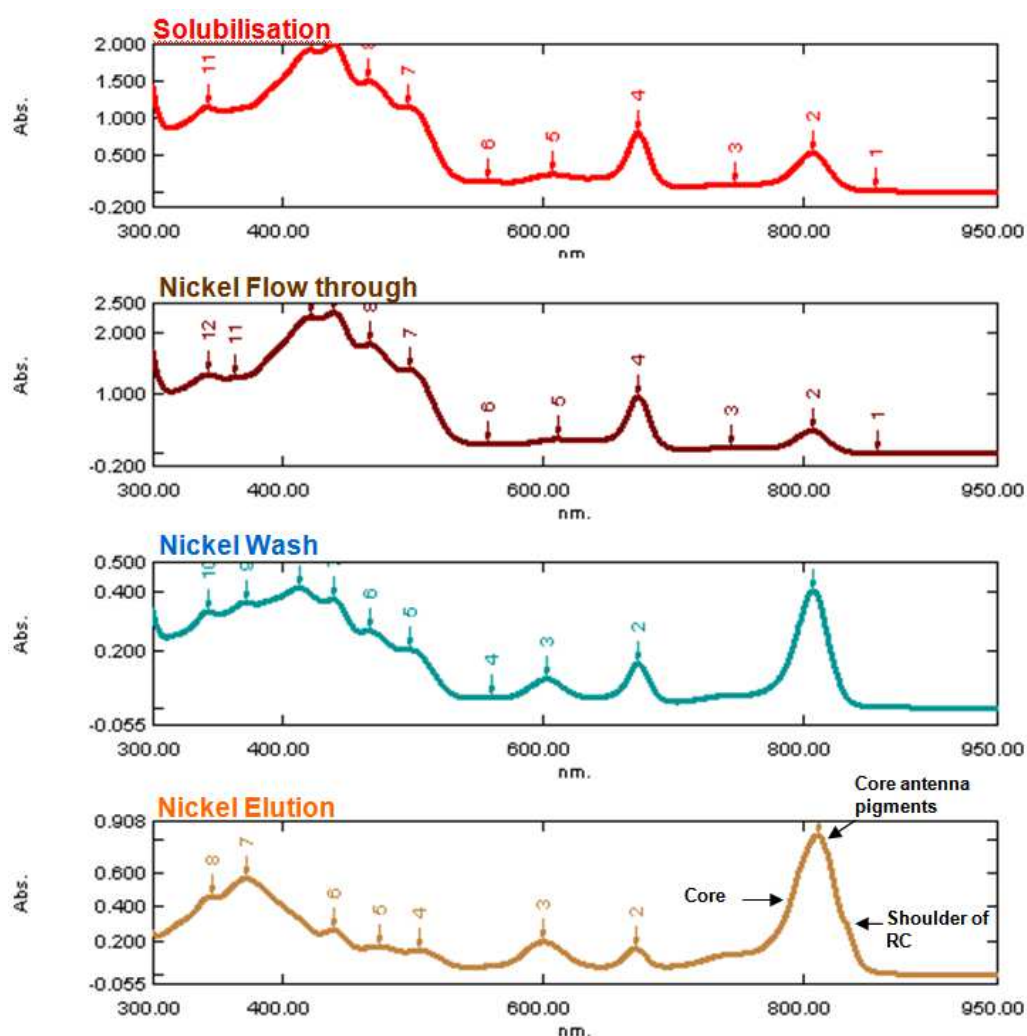 Solubilisation
2.000
1.500
1.000
0.500
-0.200
Abs.
11
8
7
6
5
4
3
2
1
300.00 400.00 600.00 800.00 950.00
nm
Nickel Flow through
2.500
2.000
1.000
-0.200
Abs.
12
11
8
7
6
5
4
3
2
1
300.00 400.00 600.00 800.00 950.00
nm.
Nickel Wash
0.500
0.400
0.200
-0.055
Abs.
10
9
6
5
4
3
2
300.00 400.00 600.00 800.00 950.00
nm.
Nickel Elution
0.908
0.600
0.400
0.200
-0.055
Abs.
8
7
6
5
4
3
2
Core antenna
pigments
Core
Shoulder of
RC
300.00 400.00 600.00 800.00 950.00
nm.